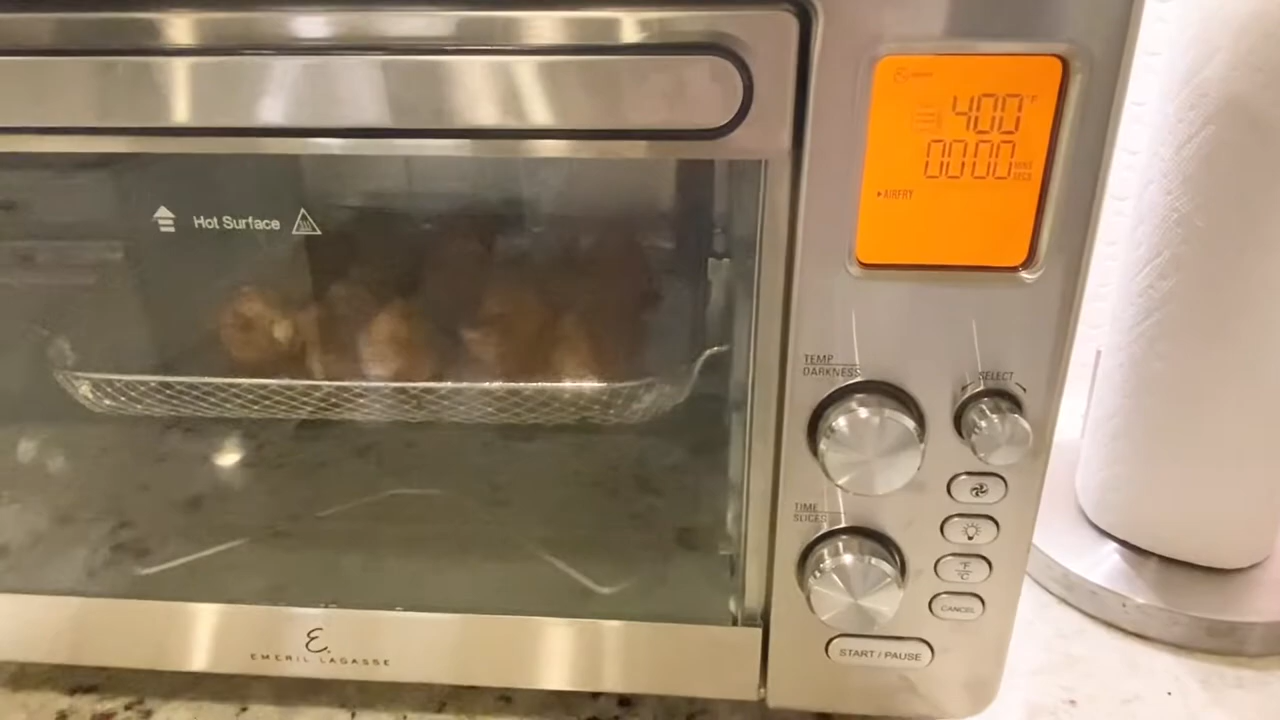 400°F
00 00 MINS SECS
▸AIRFRY
Hot Surface
TEMP
DARKNESS
SELECT
TIME
SLICES
°F
°C
CANCEL
START / PAUSE
E.
EMERIL LAGASSE